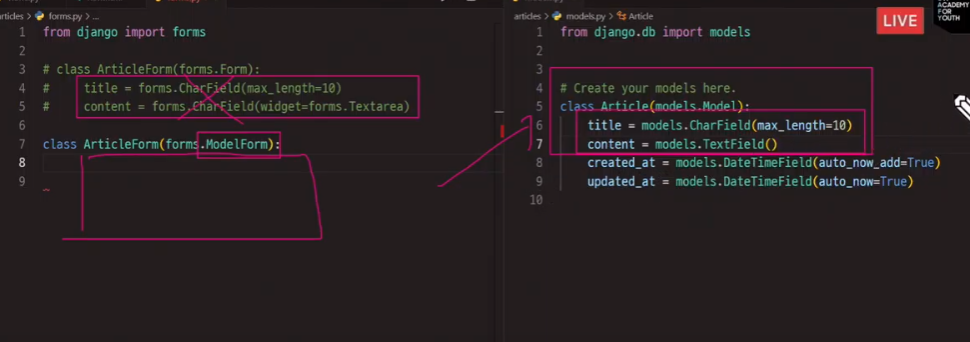 forms.py
articles > forms.py > ...
1 from django import forms
2
3 # class ArticleForm(forms.Form):
4 #     title = forms.CharField(max_length=10)
5 #     content = forms.CharField(widget=forms.Textarea)
6
7 class ArticleForm(forms.ModelForm):
8
9
articles > models.py > Article
1 from django.db import models
2
3
4 # Create your models here.
5 class Article(models.Model):
6     title = models.CharField(max_length=10)
7     content = models.TextField()
8     created_at = models.DateTimeField(auto_now_add=True)
9     updated_at = models.DateTimeField(auto_now=True)
10
LIVE
ACADEMY
FOR
YOUTH